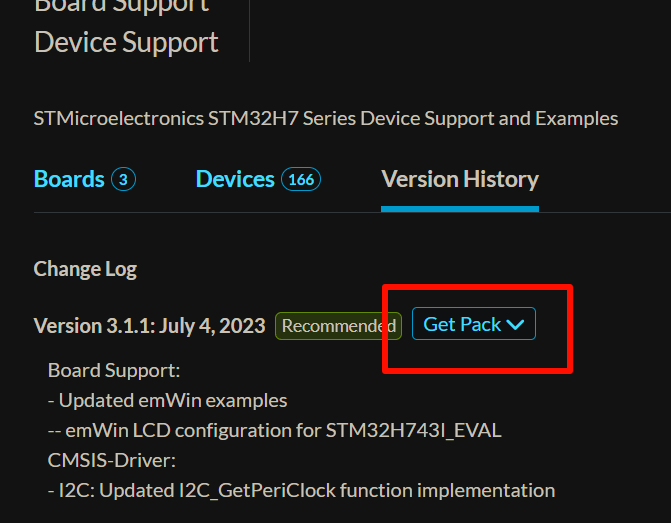 Board Support
Device Support
STMicroelectronics STM32H7 Series Device Support and Examples
Boards 3 Devices 166 Version History
Change Log
Version 3.1.1: July 4, 2023 Recommended Get Pack
Board Support:
- Updated emWin examples
-- emWin LCD configuration for STM32H743I_EVAL
CMSIS-Driver:
- I2C: Updated I2C_GetPeriClock function implementation